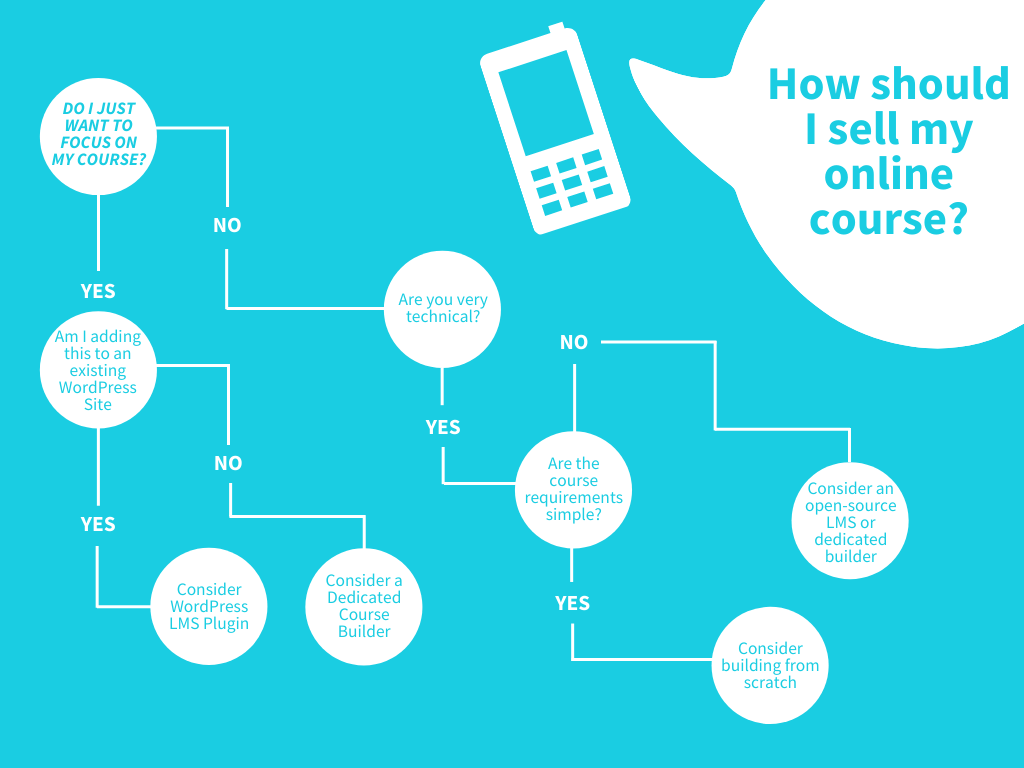 How should
I sell my
online
course?
DO I JUST
WANT TO
FOCUS ON
MY COURSE?
NO
YES
Are you very
technical?
Am I adding
this to an
existing
WordPress
Site
NO
YES
NO
YES
Are the
course
requirements
simple?
Consider an
open-source
LMS or
dedicated
builder
Consider
WordPress
LMS Plugin
Consider a
Dedicated
Course
Builder
YES
Consider
building from
scratch